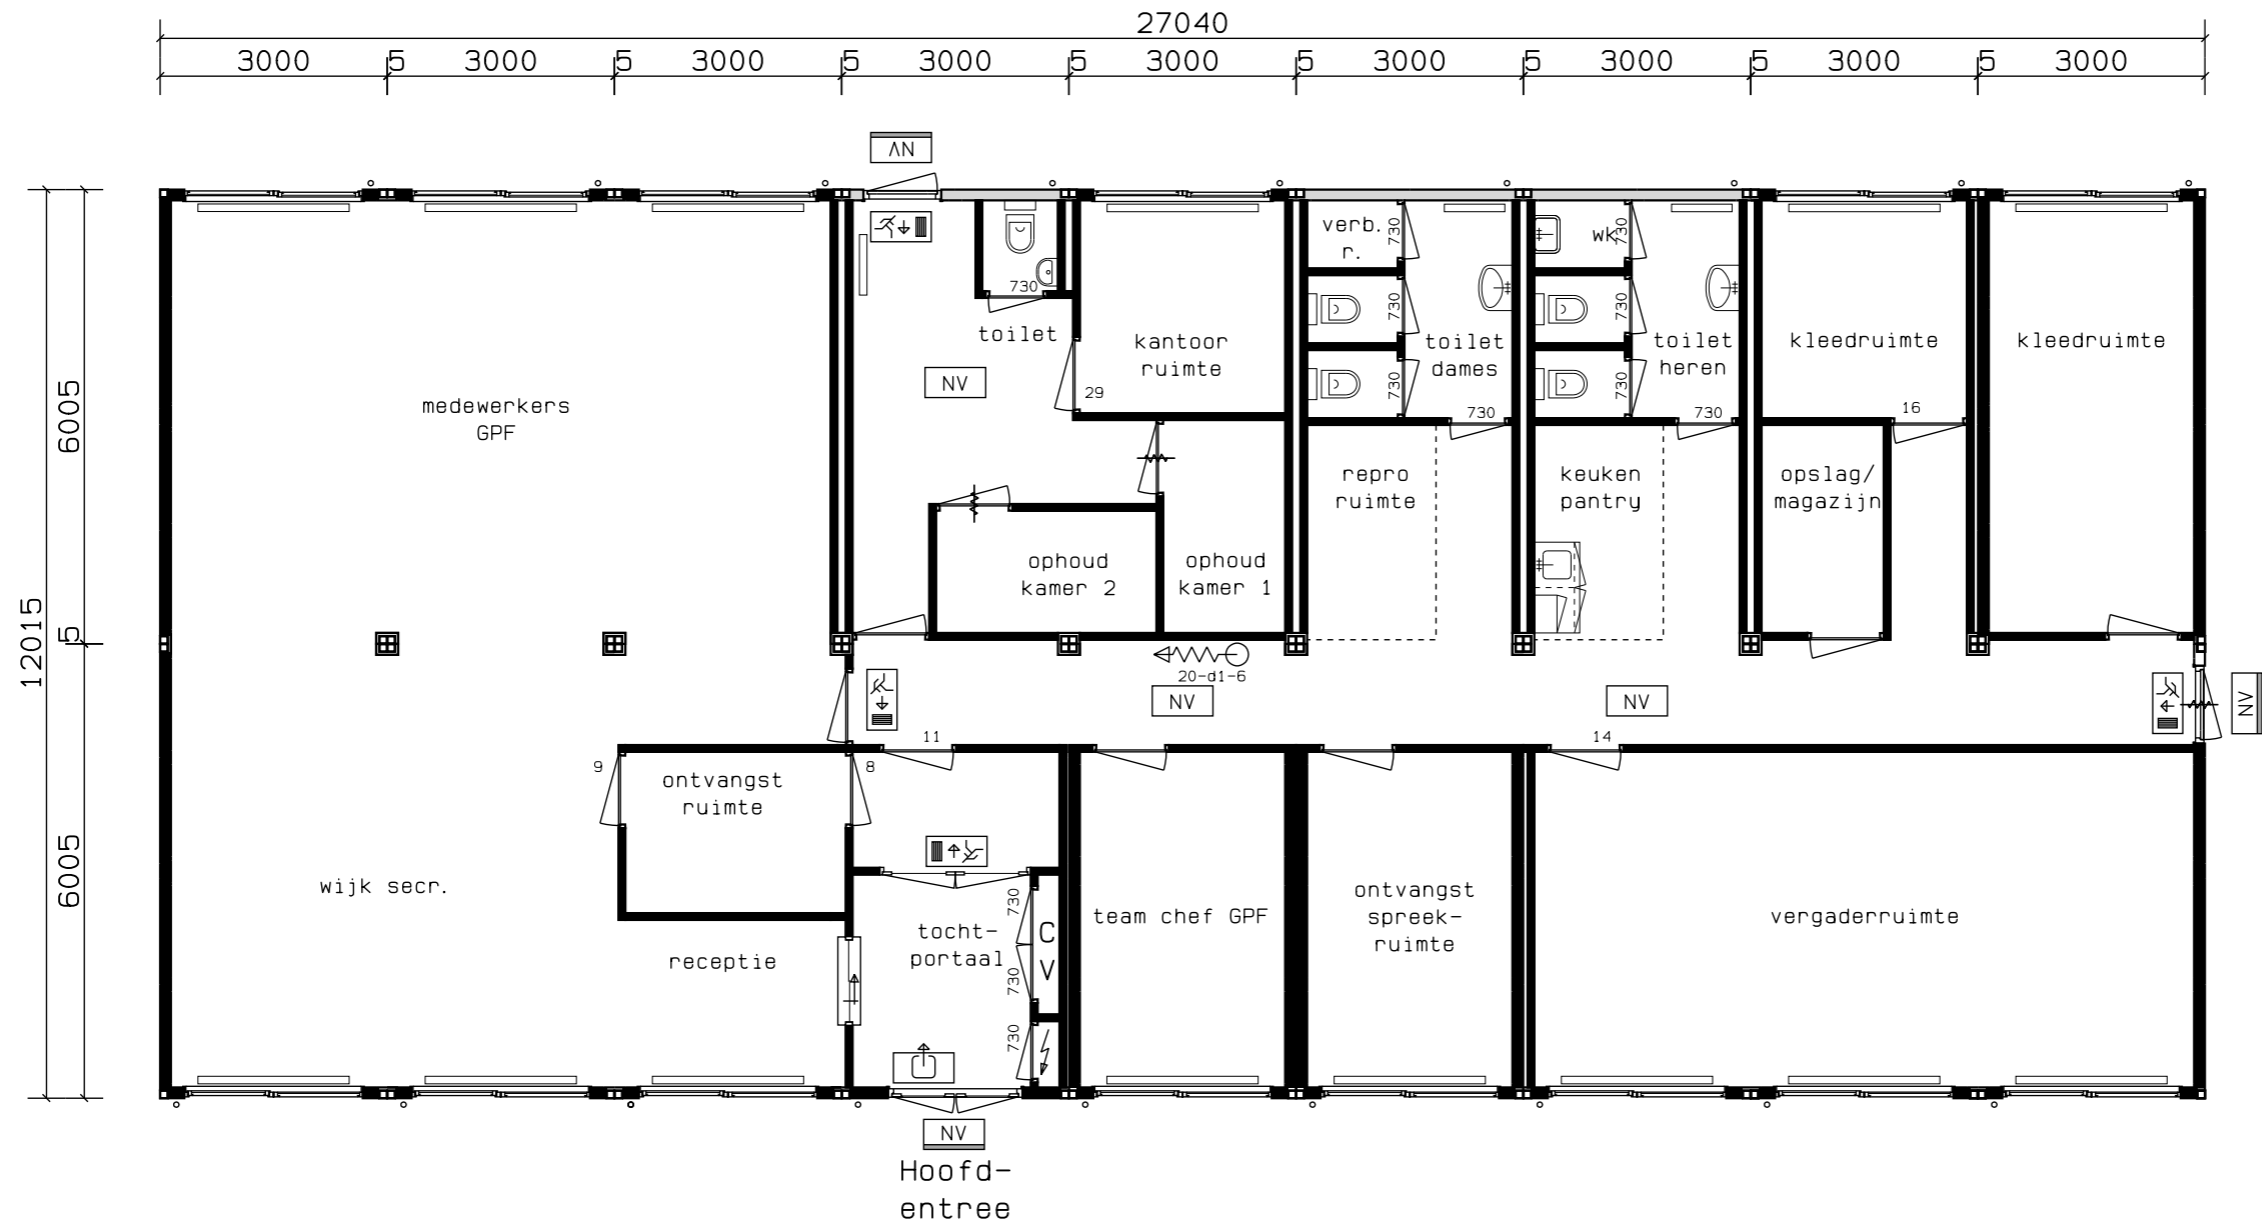 27040
3000 5 3000 5 3000 5 3000 5 3000 5 3000 5 3000 5 3000 5 3000
NV
730
toilet
NV
kantoor
ruimte
29
verb.
r.
730
730
730
toilet
dames
730
wk
730
730
730
toilet
heren
730
kleedruimte
kleedruimte
16
6005
medewerkers
GPF
repro
ruimte
keuken
pantry
opslag/
magazijn
ophoud
kamer 2
ophoud
kamer 1
12015
5
20-d1-6
NV
NV
NV
11
14
9
8
ontvangst
ruimte
6005
wijk secr.
receptie
tocht-
portaal
730
730
730
C
V
team chef GPF
ontvangst
spreek-
ruimte
vergaderruimte
NV
Hoofd-
entree